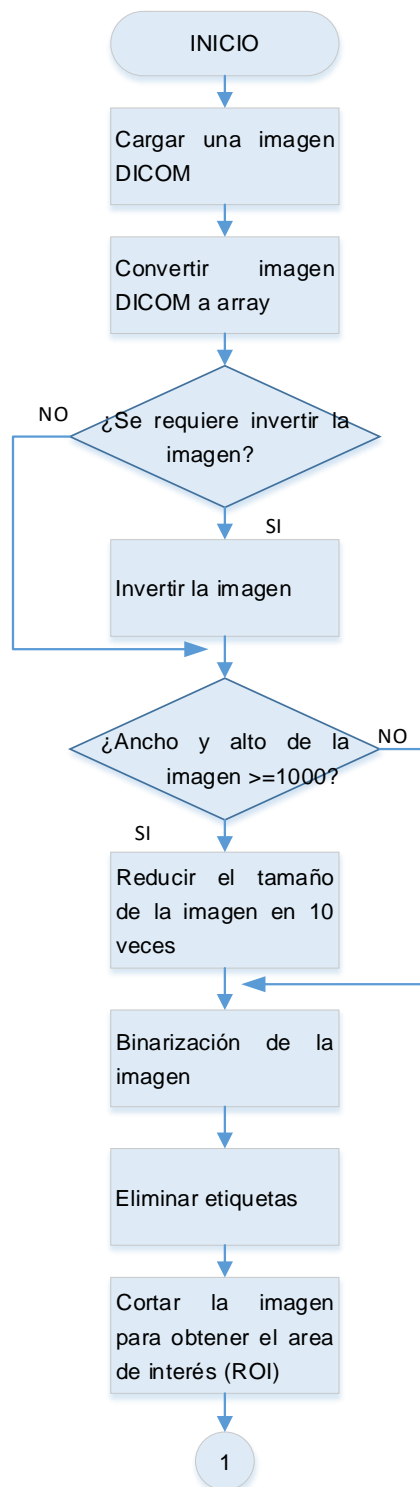 INICIO
Cargar una imagen
DICOM
Convertir imagen
DICOM a array
NO
¿Se requiere invertir la
imagen?
SI
Invertir la imagen
¿Ancho y alto de la
imagen >=1000?
NO
SI
Reducir el tamaño
de la imagen en 10
veces
Binarización de la
imagen
Eliminar etiquetas
Cortar la imagen
para obtener el area
de interés (ROI)
1